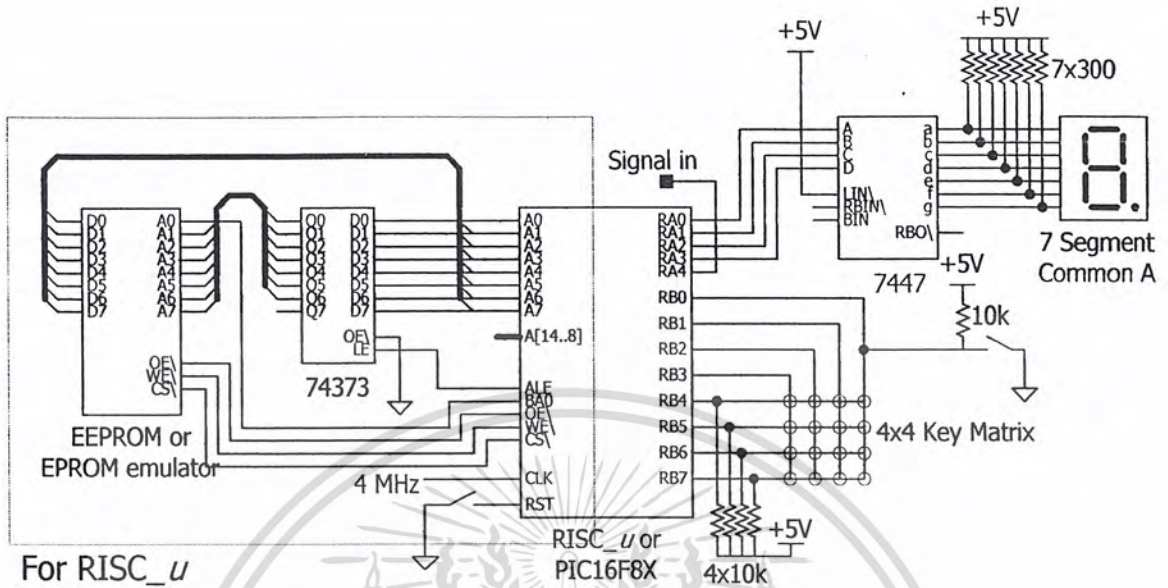 +5V
+5V
7x300
A
B
C
D
LIN\
RBIN\
BIN
a
b
c
d
e
f
g
RBO\
7447
7 Segment
Common A
Signal in
D0
D1
D2
D3
D4
D5
D6
D7
A0
A1
A2
A3
A4
A5
A6
A7
OE\
WE\
CS\
EEPROM or
EPROM emulator
Q0
Q1
Q2
Q3
Q4
Q5
Q6
Q7
D0
D1
D2
D3
D4
D5
D6
D7
OE\
LE
74373
A0
A1
A2
A3
A4
A5
A6
A7
A[14..8]
ALE
BA0
OE\
WE\
CS\
CLK
RST
4 MHz
RA0
RA1
RA2
RA3
RA4
RB0
RB1
RB2
RB3
RB4
RB5
RB6
RB7
+5V
10k
4x4 Key Matrix
+5V
4x10k
RISC_u or
PIC16F8X
For RISC_u